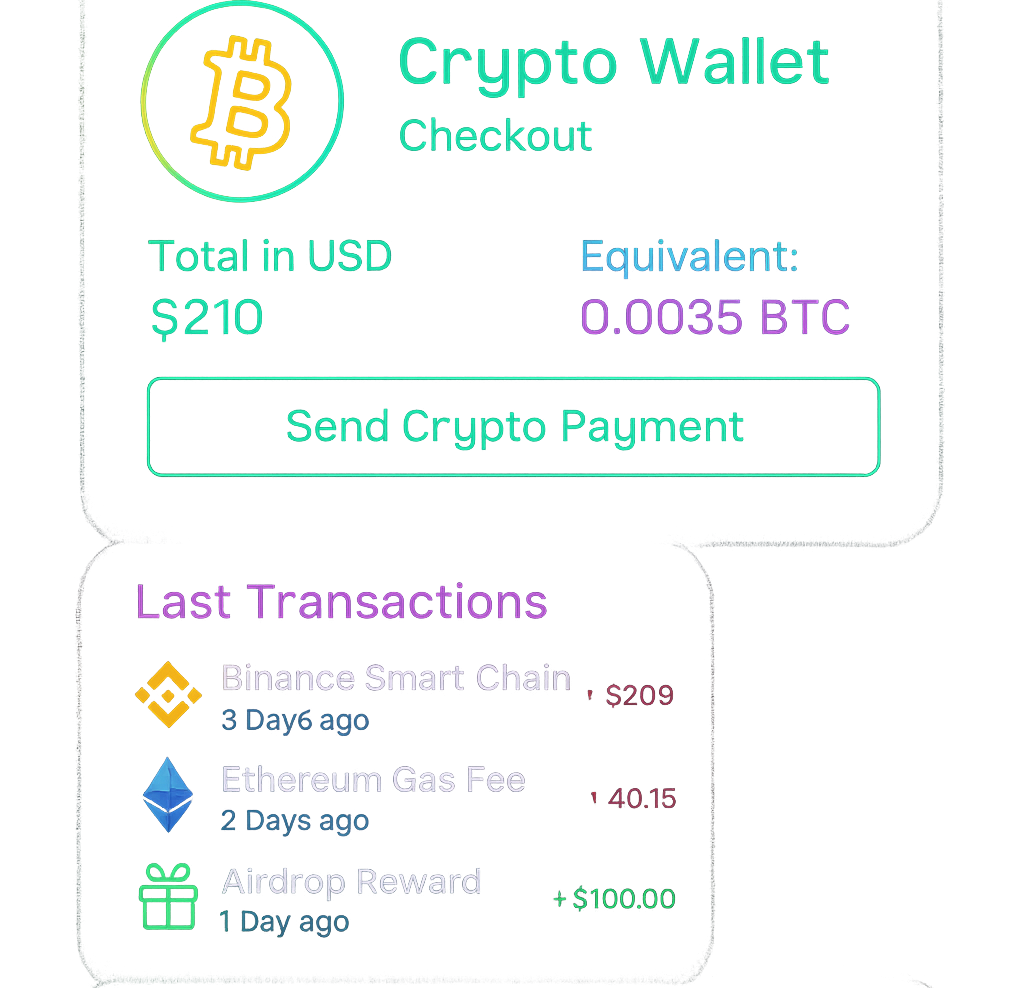 Crypto Wallet
Checkout
Total in USD
$210
Equivalent:
0.0035 BTC
Send Crypto Payment
Last Transactions
Binance Smart Chain
$209
3 Day6 ago
Ethereum Gas Fee
40.15
2 Days ago
Airdrop Reward
+$100.00
1 Day ago